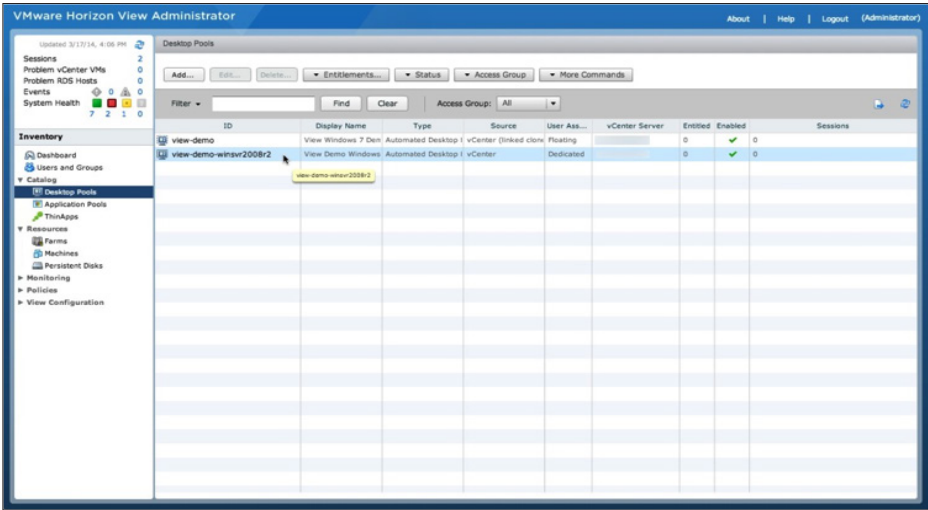 VMware Horizon View Administrator
About | Help | Logout (Administrator)
Updated 3/17/14, 4:06 PM
Sessions 2
Problem vCenter VMs 0
Problem RDS Hosts 0
Events 0 0
System Health
7 2 1 0
Inventory
Dashboard
Users and Groups
Catalog
Desktop Pools
Application Pools
ThinApps
Resources
Farms
Machines
Persistent Disks
Monitoring
Policies
View Configuration
Desktop Pools
Add... Edit... Delete... Entitlements... Status Access Group More Commands
Filter Find Clear Access Group: All
ID Display Name Type Source User Ass... vCenter Server Entitled Enabled Sessions
view-demo View Windows 7 Den Automated Desktop I vCenter (linked clone Floating 0 0
view-demo-winsvr2008r2 View Demo Windows Automated Desktop I vCenter Dedicated 0 0
view-demo-winsvr2008r2